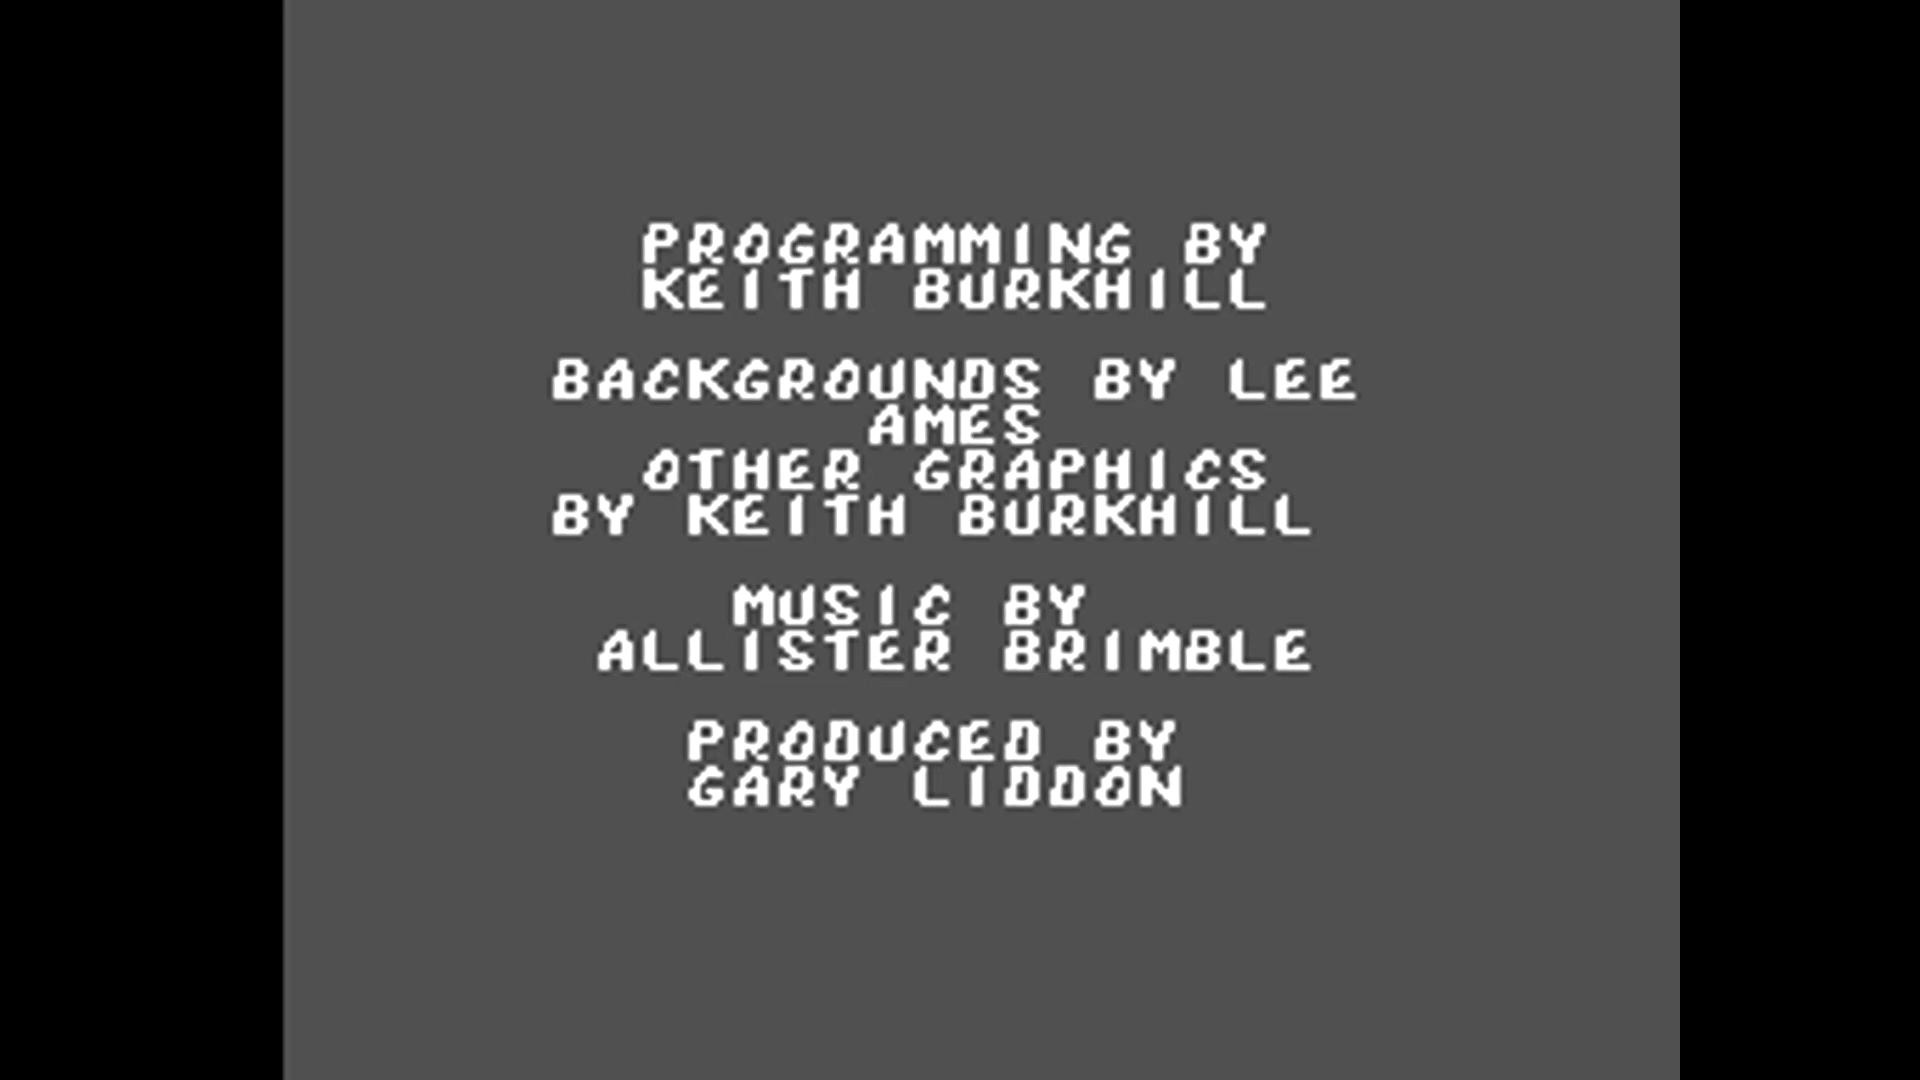 PROGRAMMING BY
KEITH BURKHILL
BACKGROUNDS BY LEE
AMES
OTHER GRAPHICS
BY KEITH BURKHILL
MUSIC BY
ALLISTER BRIMBLE
PRODUCED BY
GARY LIDDON